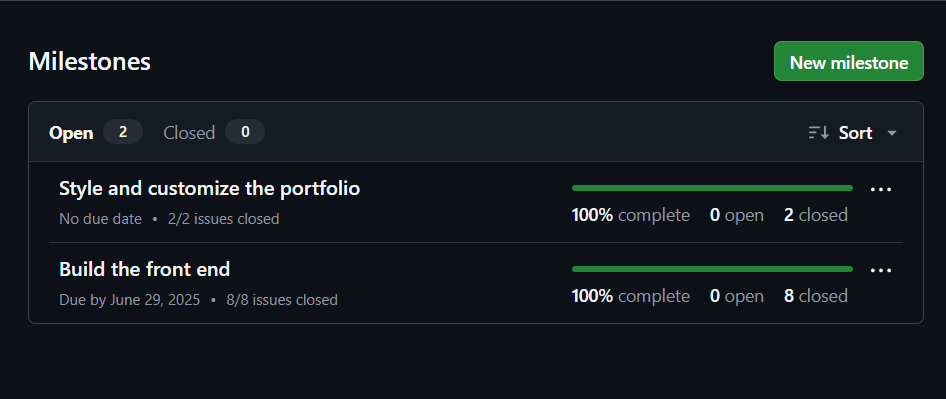 Milestones
New milestone
Open 2 Closed 0 Sort
Style and customize the portfolio
No due date • 2/2 issues closed
100% complete 0 open 2 closed
Build the front end
Due by June 29, 2025 • 8/8 issues closed
100% complete 0 open 8 closed